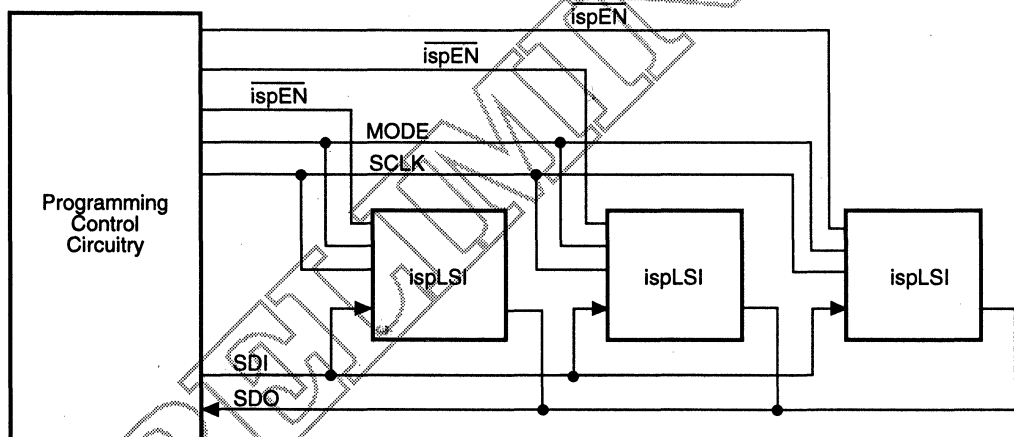 ispEN
ispEN
ispEN
MODE
SCLK
Programming
Control
Circuitry
ispLSI
ispLSI
ispLSI
SDI
SDO